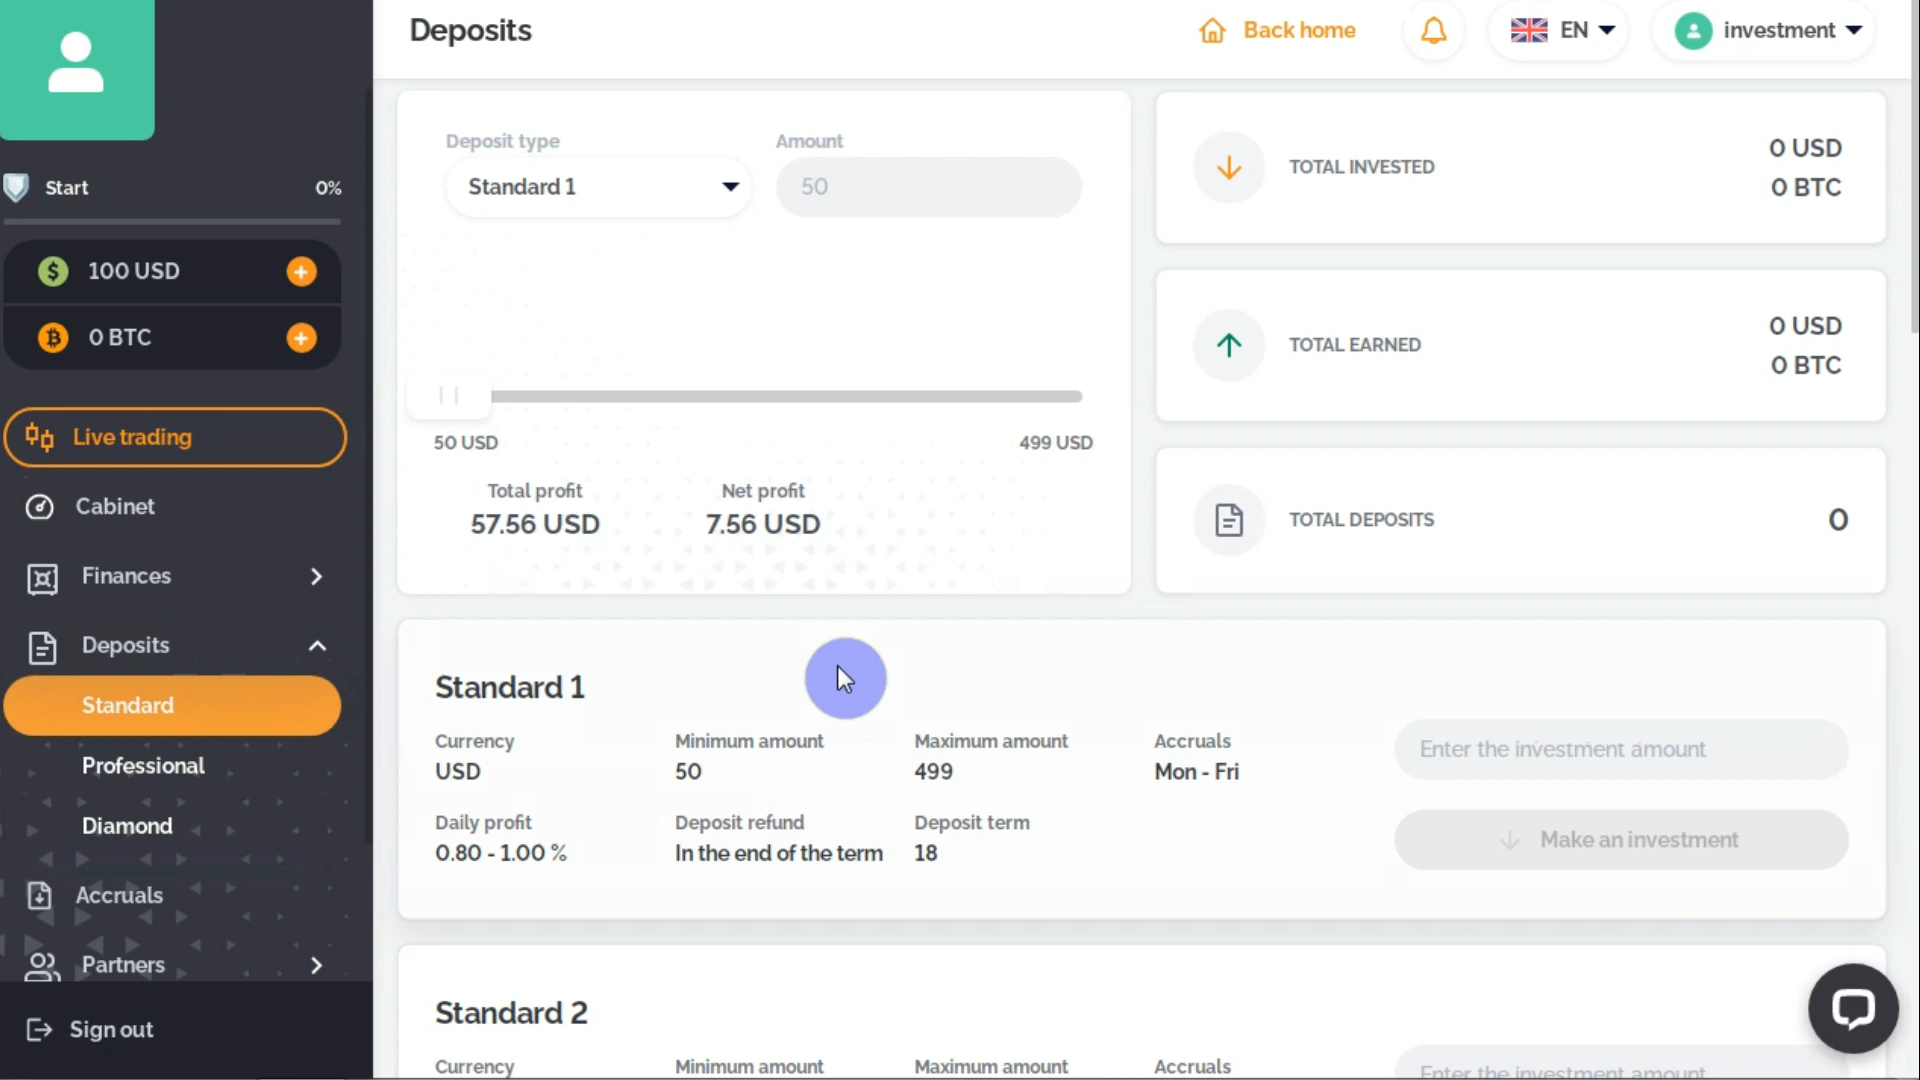 Deposits
Back home
EN
investment
Start
0%
100 USD
0 BTC
Live trading
Cabinet
Finances
Deposits
Standard
Professional
Diamond
Accruals
Partners
Sign out
Deposit type
Amount
Standard 1
50
50 USD
499 USD
Total profit
Net profit
57.56 USD
7.56 USD
TOTAL INVESTED
0 USD
0 BTC
TOTAL EARNED
0 USD
0 BTC
TOTAL DEPOSITS
0
Standard 1
Currency
Minimum amount
Maximum amount
Accruals
USD
50
499
Mon - Fri
Enter the investment amount
Daily profit
Deposit refund
Deposit term
0.80 - 1.00 %
In the end of the term
18
Make an investment
Standard 2
Currency
Minimum amount
Maximum amount
Accruals
Enter the investment amount